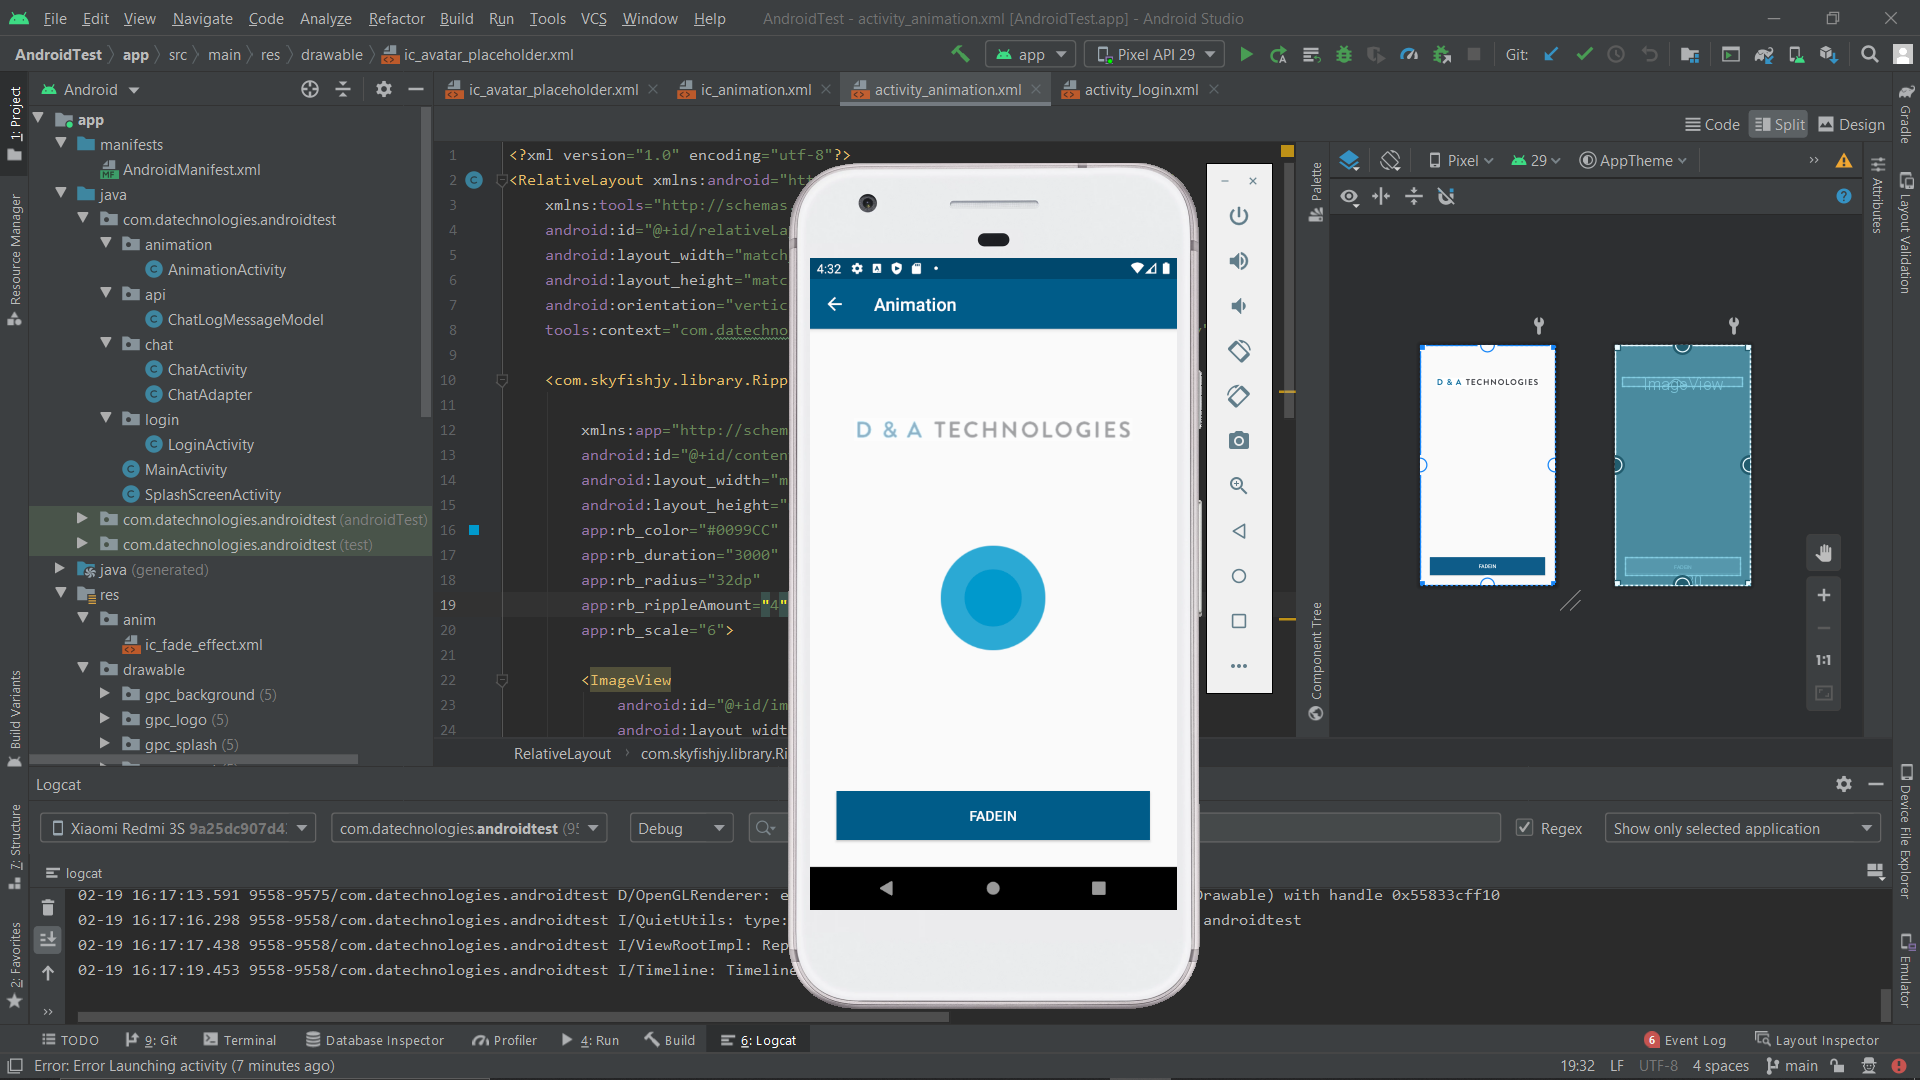 File Edit View Navigate Code Analyze Refactor Build Run Tools VCS Window Help AndroidTest - activity_animation.xml [AndroidTest.app] - Android Studio
AndroidTest app src main res drawable ic_avatar_placeholder.xml app Pixel API 29 Git:
Android ic_avatar_placeholder.xml ic_animation.xml activity_animation.xml activity_login.xml
Code Split Design
1: Project
Resource Manager
Build Variants
7: Structure
2: Favorites
app
manifests
AndroidManifest.xml
java
com.datechnologies.androidtest
animation
AnimationActivity
api
ChatLogMessageModel
chat
ChatActivity
ChatAdapter
login
LoginActivity
MainActivity
SplashScreenActivity
com.datechnologies.androidtest (androidTest)
com.datechnologies.androidtest (test)
java (generated)
res
anim
ic_fade_effect.xml
drawable
gpc_background (5)
gpc_logo (5)
gpc_splash (5)
1 <?xml version="1.0" encoding="utf-8"?>
2 <RelativeLayout xmlns:android="htt
3 xmlns:tools="http://schemas.
4 android:id="@+id/relativeLa
5 android:layout_width="match
6 android:layout_height="matc
7 android:orientation="vertic
8 tools:context="com.datechno
9
10 <com.skyfishjy.library.Ripp
11
12 xmlns:app="http://schem
13 android:id="@+id/conten
14 android:layout_width="m
15 android:layout_height="
16 app:rb_color="#0099CC"
17 app:rb_duration="3000"
18 app:rb_radius="32dp"
19 app:rb_rippleAmount="4"
20 app:rb_scale="6">
21
22 <ImageView
23 android:id="@+id/im
24 android:layout_widt
RelativeLayout com.skyfishjy.library.Ri
4:32
Animation
D & A TECHNOLOGIES
FADEIN
Palette
Component Tree
Pixel 29 AppTheme
D & A TECHNOLOGIES
FADEIN
ImageView
1:1
Attributes
Gradle
Layout Validation
Device File Explorer
Emulator
Logcat
Xiaomi Redmi 3S 9a25dc907d4 com.datechnologies.androidtest (95 Debug Regex Show only selected application
logcat
02-19 16:17:13.591 9558-9575/com.datechnologies.androidtest D/OpenGLRenderer: e rawable) with handle 0x55833cff10
02-19 16:17:16.298 9558-9558/com.datechnologies.androidtest I/QuietUtils: type: androidtest
02-19 16:17:17.438 9558-9558/com.datechnologies.androidtest I/ViewRootImpl: Rep
02-19 16:17:19.453 9558-9558/com.datechnologies.androidtest I/Timeline: Timeline
TODO 9: Git Terminal Database Inspector Profiler 4: Run Build 6: Logcat 6 Event Log Layout Inspector
Error: Error Launching activity (7 minutes ago) 19:32 LF UTF-8 4 spaces main